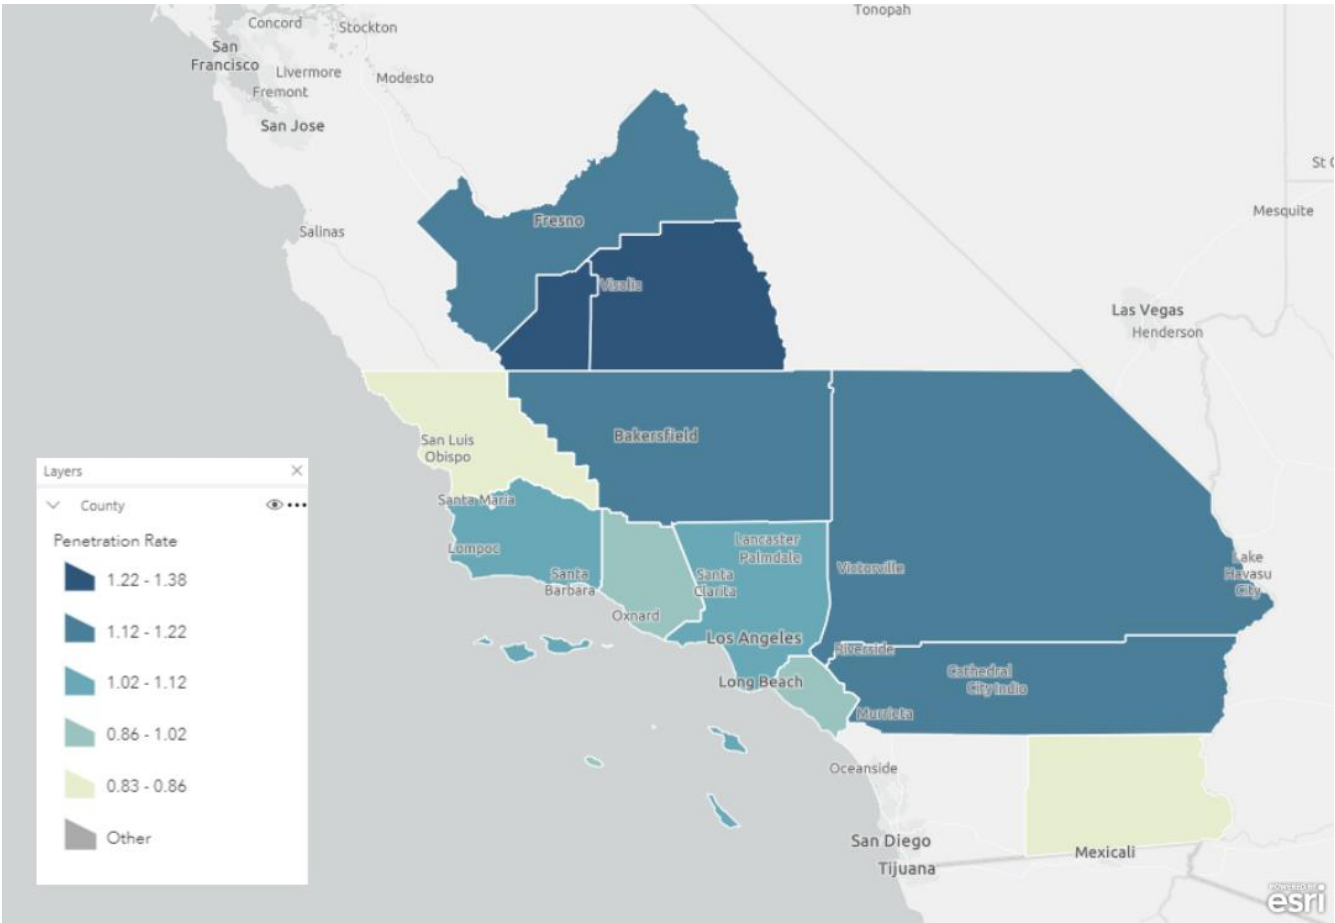 Tonopah
Concord
Stockton
San
Francisco
Livermore
Modesto
Fremont
San Jose
St G
Mesquite
Salinas
Fresno
Visalia
Las Vegas
Henderson
Bakersfield
San Luis
Obispo
Santa Maria
Lompoc
Santa
Barbara
Oxnard
Lancaster
Palmdale
Santa
Clarita
Victorville
Lake
Havasu
City
Los Angeles
Riverside
Long Beach
Cathedral
City Indio
Murrieta
Oceanside
San Diego
Tijuana
Mexicali
Layers
County
Penetration Rate
1.22 - 1.38
1.12 - 1.22
1.02 - 1.12
0.86 - 1.02
0.83 - 0.86
Other
POWERED BY
esri